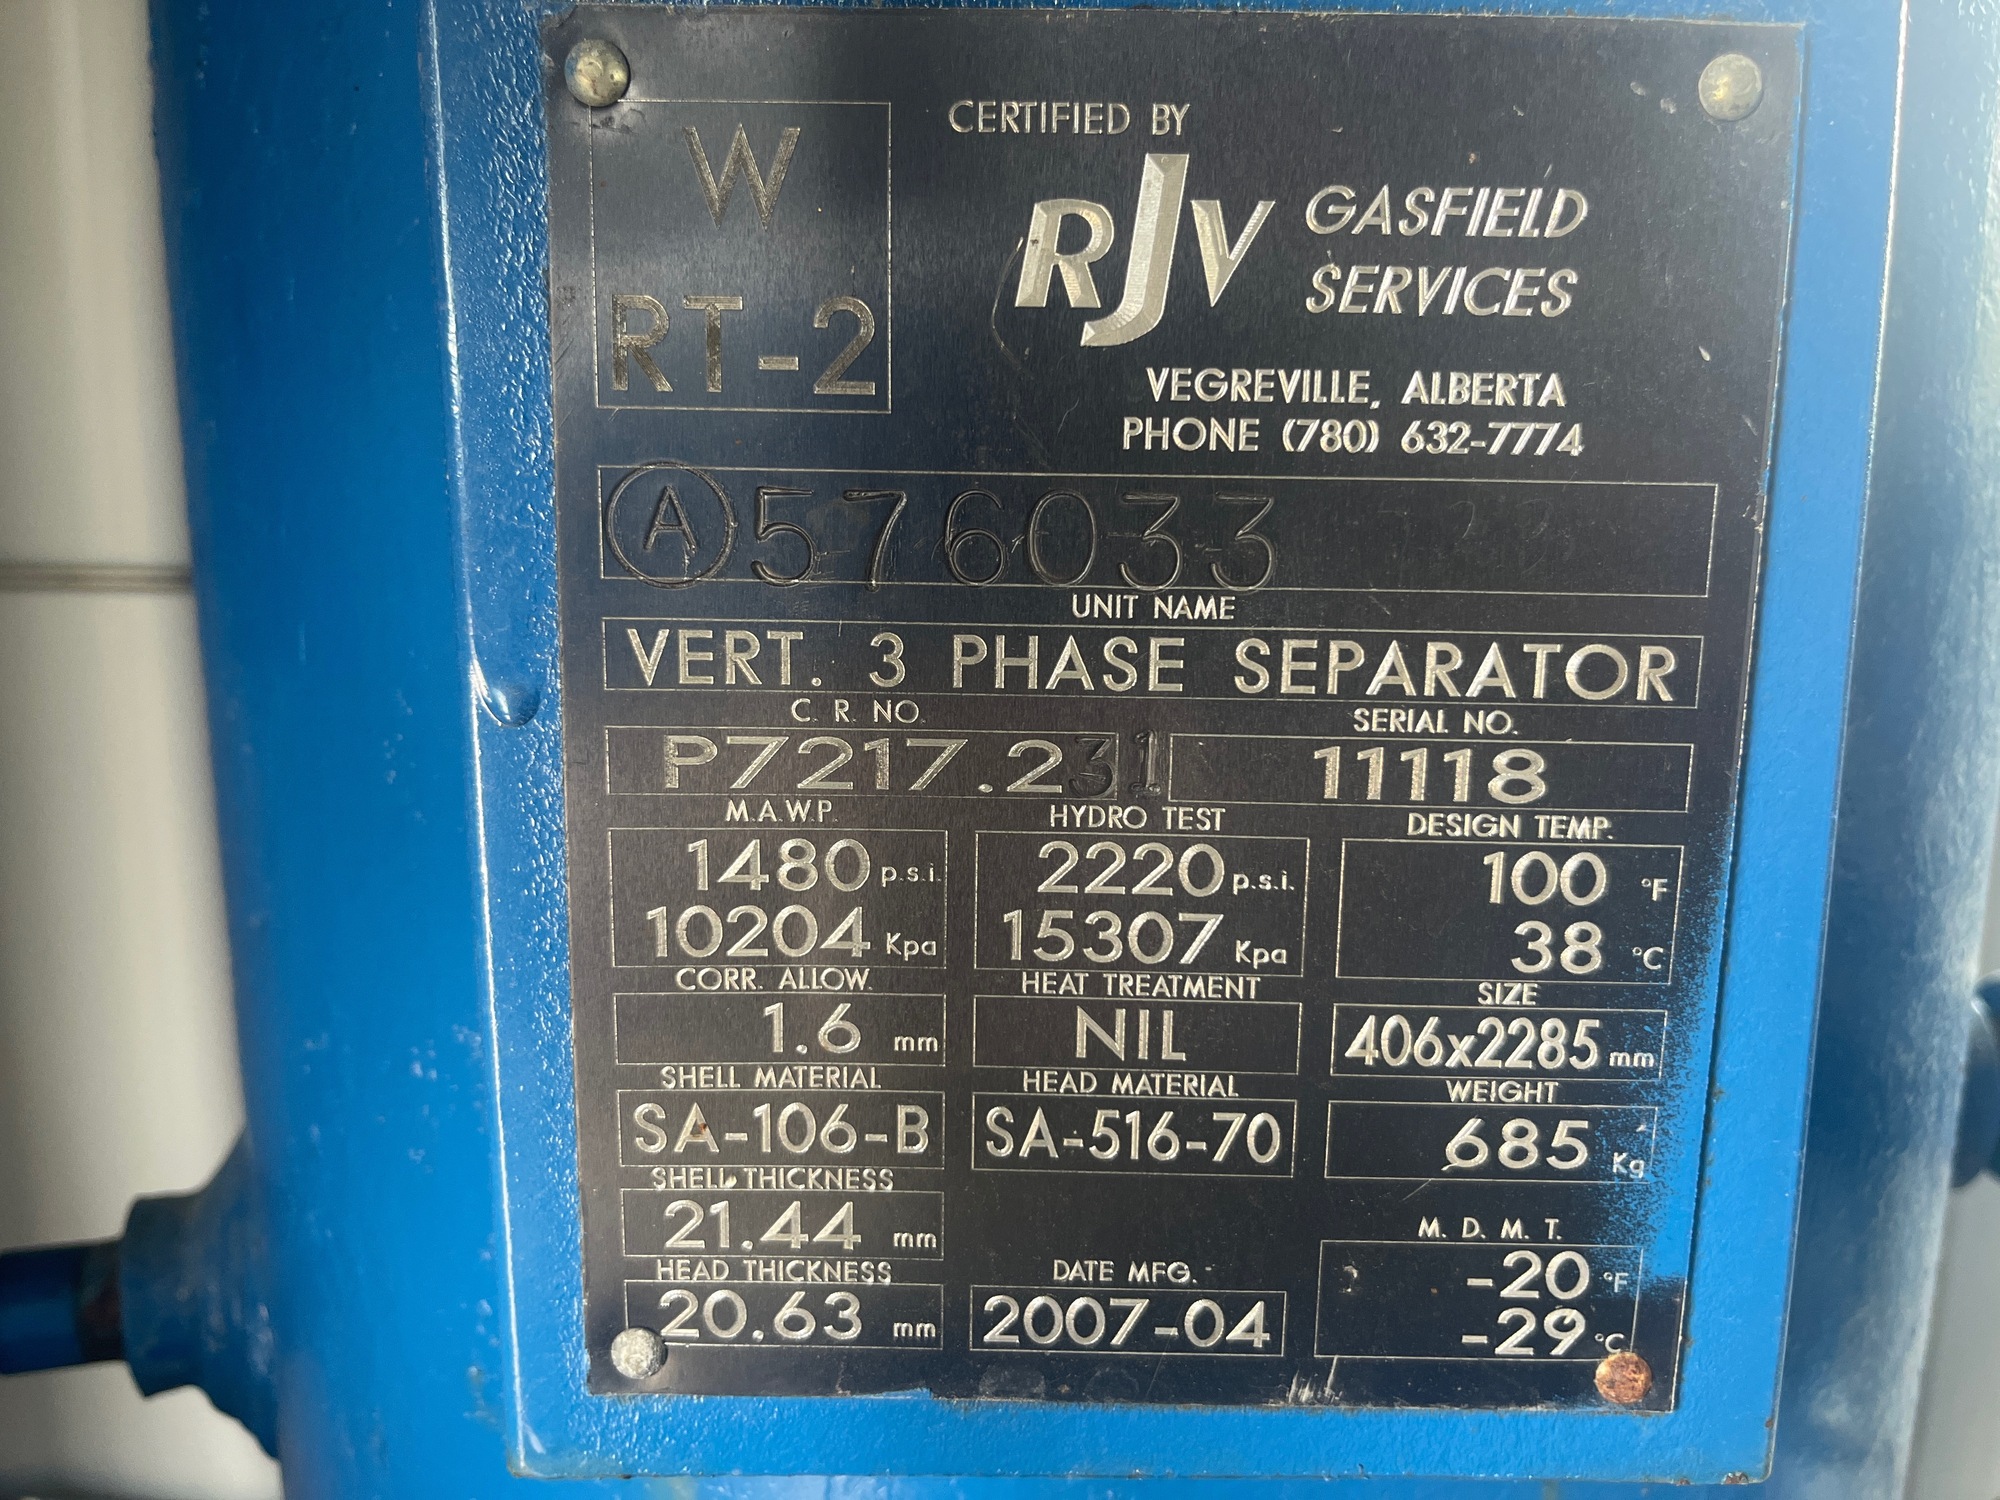 W
RT-2
CERTIFIED BY
RJV GASFIELD
SERVICES
VEGREVILLE, ALBERTA
PHONE (780) 632-7774
Ⓐ576033
UNIT NAME
VERT. 3 PHASE SEPARATOR
C. R. NO. SERIAL NO.
P7217.231 11118
M.A.W.P. HYDRO TEST DESIGN TEMP.
1480 p.s.i. 2220 p.s.i. 100 °F
10204 Kpa 15307 Kpa 38 °C
CORR. ALLOW. HEAT TREATMENT SIZE
1.6 mm NIL 406x2285 mm
SHELL MATERIAL HEAD MATERIAL WEIGHT
SA-106-B SA-516-70 685 Kg
SHELL THICKNESS
21.44 mm M. D. M. T.
HEAD THICKNESS DATE MFG. -20 °F
20.63 mm 2007-04 -29 °C